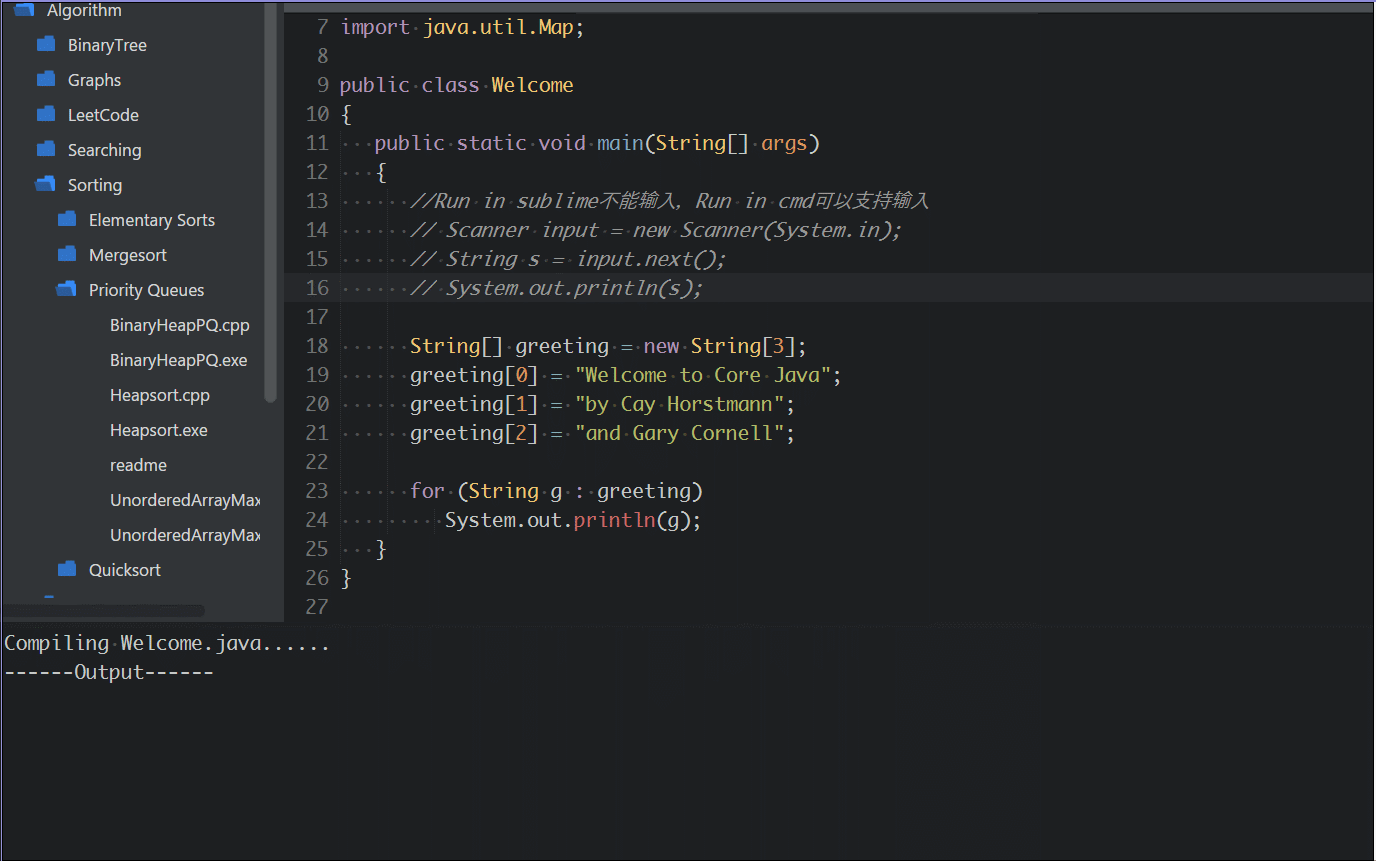 Algorithm
BinaryTree
Graphs
LeetCode
Searching
Sorting
Elementary Sorts
Mergesort
Priority Queues
BinaryHeapPQ.cpp
BinaryHeapPQ.exe
Heapsort.cpp
Heapsort.exe
readme
UnorderedArrayMax
UnorderedArrayMax
Quicksort
7 import java.util.Map;
8
9 public class Welcome
10 {
11 public static void main(String[] args)
12 {
13 //Run in sublime不能输入，Run in cmd可以支持输入
14 // Scanner input = new Scanner(System.in);
15 // String s = input.next();
16 // System.out.println(s);
17
18 String[] greeting = new String[3];
19 greeting[0] = "Welcome to Core Java";
20 greeting[1] = "by Cay Horstmann";
21 greeting[2] = "and Gary Cornell";
22
23 for (String g : greeting)
24 System.out.println(g);
25 }
26 }
27
Compiling Welcome.java......
------Output------